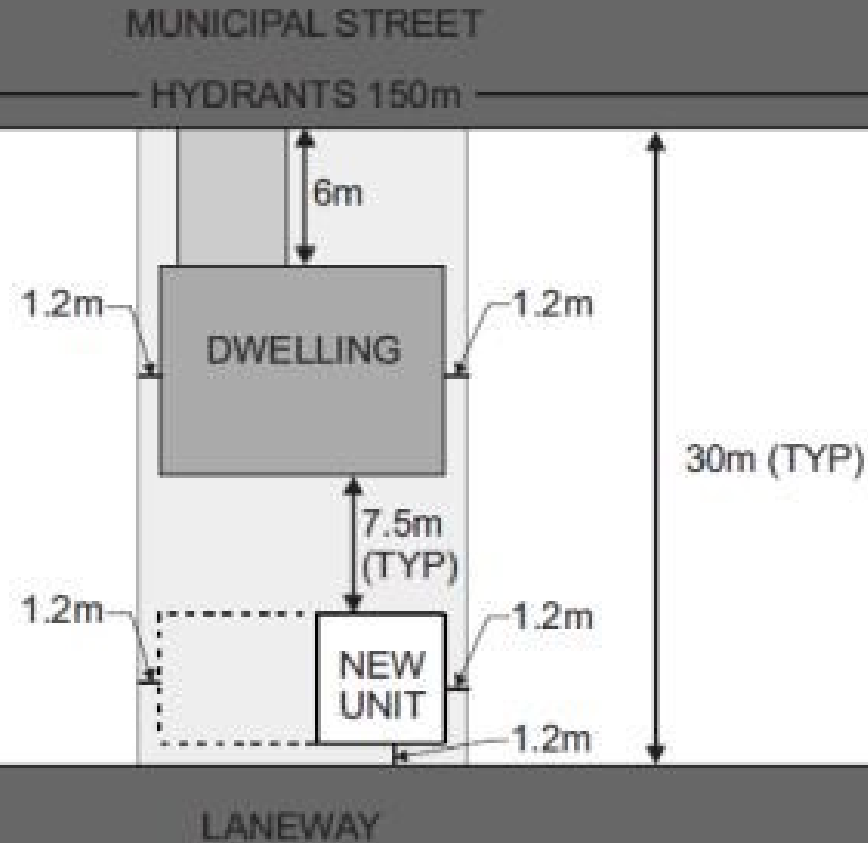 MUNICIPAL STREET
HYDRANTS 150m
6m
1.2m
1.2m
DWELLING
30m (TYP)
7.5m
(TYP)
1.2m
1.2m
NEW
UNIT
1.2m
LANEWAY